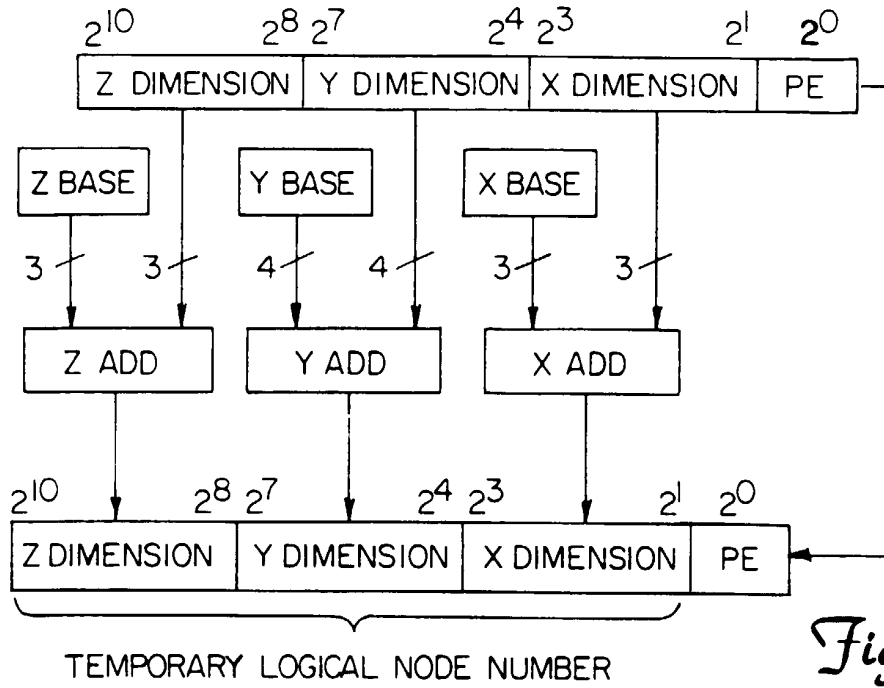 2^10 2^8 2^7 2^4 2^3 2^1 2^0
Z DIMENSION Y DIMENSION X DIMENSION PE
Z BASE Y BASE X BASE
3 3 4 4 3 3
Z ADD Y ADD X ADD
2^10 2^8 2^7 2^4 2^3 2^1 2^0
Z DIMENSION Y DIMENSION X DIMENSION PE
TEMPORARY LOGICAL NODE NUMBER
Fig